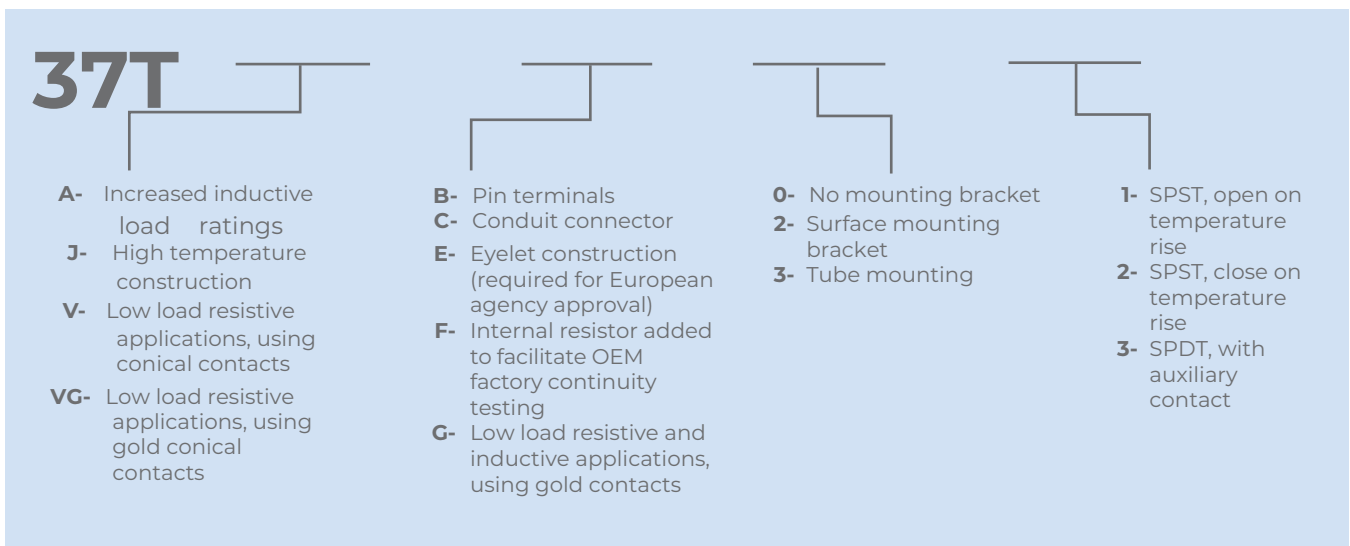 37T
A- Increased inductive
load ratings
J- High temperature
construction
V- Low load resistive
applications, using
conical contacts
VG- Low load resistive
applications, using
gold conical
contacts
B- Pin terminals
C- Conduit connector
E- Eyelet construction
(required for European
agency approval)
F- Internal resistor added
to facilitate OEM
factory continuity
testing
G- Low load resistive and
inductive applications,
using gold contacts
0- No mounting bracket
2- Surface mounting
bracket
3- Tube mounting
1- SPST, open on
temperature
rise
2- SPST, close on
temperature
rise
3- SPDT, with
auxiliary
contact